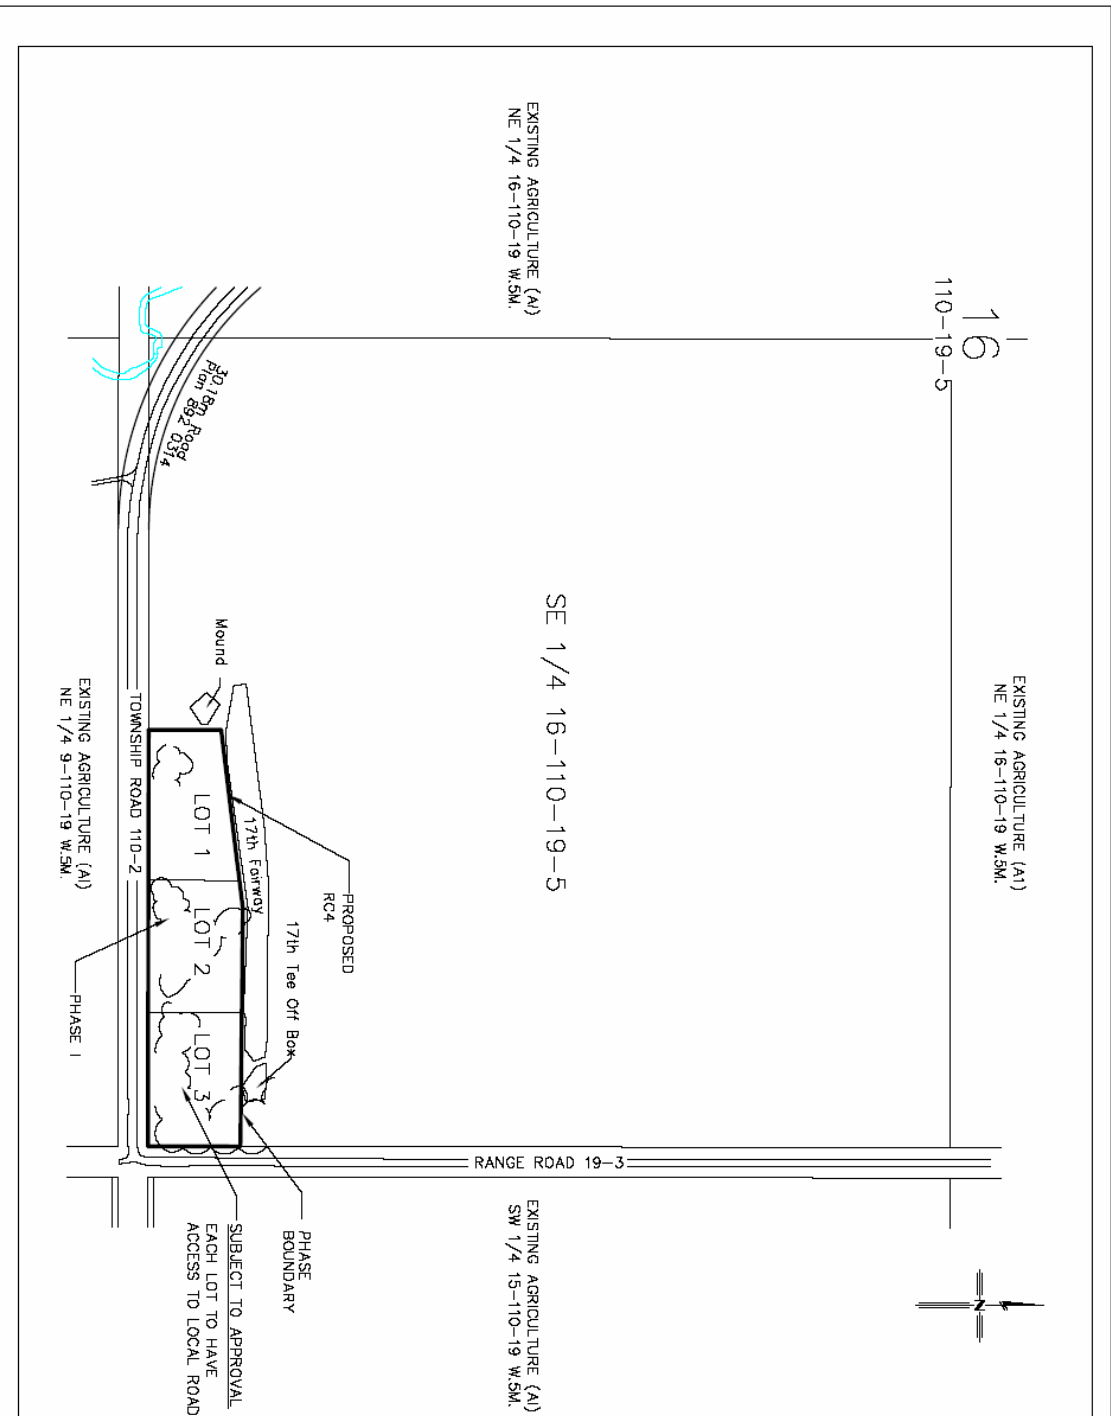 EXISTING AGRICULTURE (A1)
NE 1/4 16-110-19 W.5M.
16
110-19-5
EXISTING AGRICULTURE (A1)
NE 1/4 16-110-19 W.5M.
SE 1/4 16-110-19-5
30.18m Road
Plan 892 0314
Mound
PROPOSED
RC4
17th Fairway
17th Tee Off Box
LOT 1
LOT 2
LOT 3
TOWNSHIP ROAD 110-2
EXISTING AGRICULTURE (A1)
NE 1/4 9-110-19 W.5M.
PHASE I
RANGE ROAD 19-3
PHASE
BOUNDARY
SUBJECT TO APPROVAL
EACH LOT TO HAVE
ACCESS TO LOCAL ROAD
EXISTING AGRICULTURE (A1)
SW 1/4 15-110-19 W.5M.
N